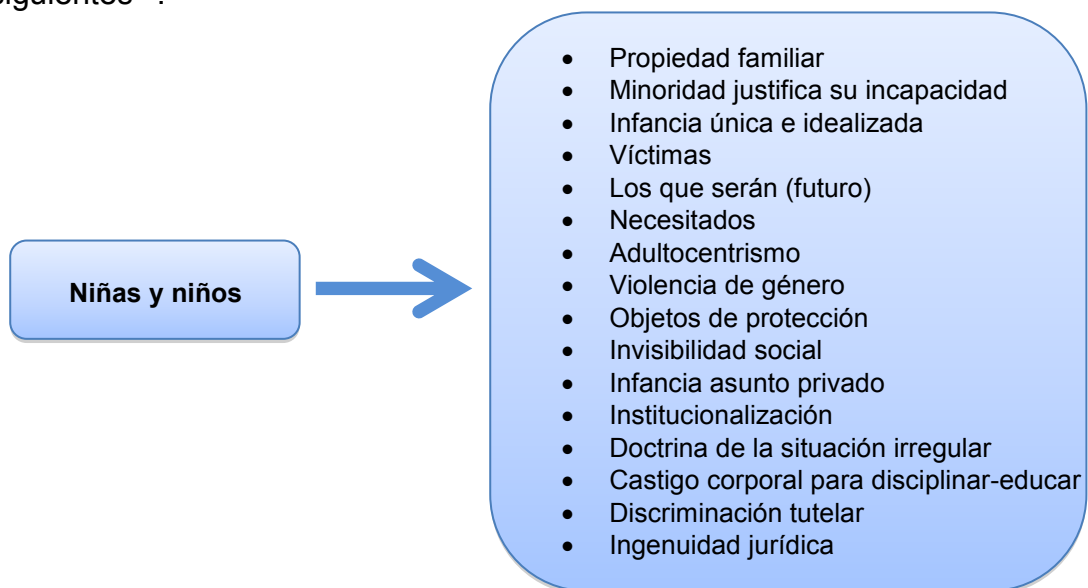 siguientes :
• Propiedad familiar
• Minoridad justifica su incapacidad
• Infancia única e idealizada
• Víctimas
• Los que serán (futuro)
• Necesitados
• Adultocentrismo
Niñas y niños
• Violencia de género
• Objetos de protección
• Invisibilidad social
• Infancia asunto privado
• Institucionalización
• Doctrina de la situación irregular
• Castigo corporal para disciplinar-educar
• Discriminación tutelar
• Ingenuidad jurídica